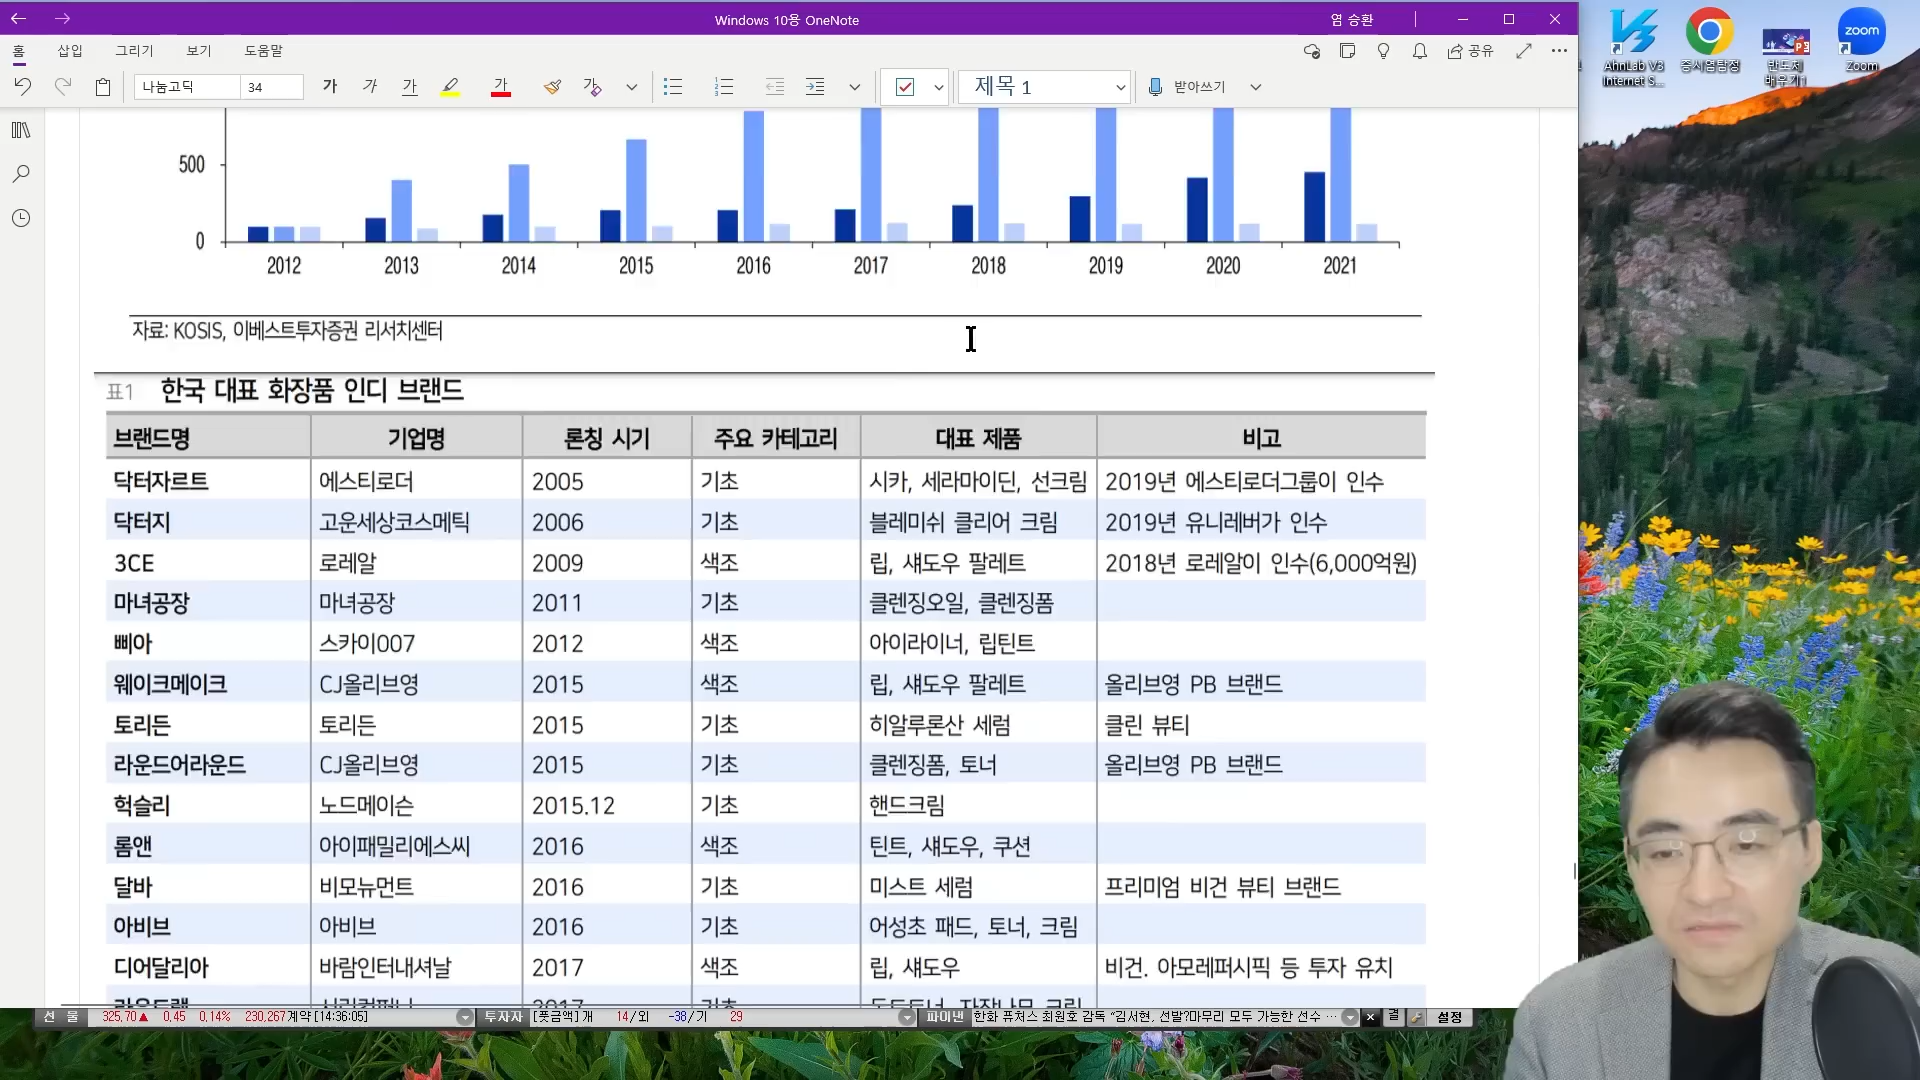 Windows 10용 OneNote
염 승환
홈 삽입 그리기 보기 도움말
공유
나눔고딕 34 가 가 가 가 제목 1 받아쓰기
AhnLab V3 Internet S...
증시염탐정
반도체 배우기1
zoom
Zoom
500
0
2012 2013 2014 2015 2016 2017 2018 2019 2020 2021
자료: KOSIS, 이베스트투자증권 리서치센터
표1 한국 대표 화장품 인디 브랜드
브랜드명 기업명 론칭 시기 주요 카테고리 대표 제품 비고
닥터자르트 에스티로더 2005 기초 시카, 세라마이딘, 선크림 2019년 에스티로더그룹이 인수
닥터지 고운세상코스메틱 2006 기초 블레미쉬 클리어 크림 2019년 유니레버가 인수
3CE 로레알 2009 색조 립, 섀도우 팔레트 2018년 로레알이 인수(6,000억원)
마녀공장 마녀공장 2011 기초 클렌징오일, 클렌징폼
삐아 스카이007 2012 색조 아이라이너, 립틴트
웨이크메이크 CJ올리브영 2015 색조 립, 섀도우 팔레트 올리브영 PB 브랜드
토리든 토리든 2015 기초 히알루론산 세럼 클린 뷰티
라운드어라운드 CJ올리브영 2015 기초 클렌징폼, 토너 올리브영 PB 브랜드
헉슬리 노드메이슨 2015.12 기초 핸드크림
롬앤 아이패밀리에스씨 2016 색조 틴트, 섀도우, 쿠션
달바 비모뉴먼트 2016 기초 미스트 세럼 프리미엄 비건 뷰티 브랜드
아비브 아비브 2016 기초 어성초 패드, 토너, 크림
디어달리아 바람인터내셔날 2017 색조 립, 섀도우 비건. 아모레퍼시픽 등 투자 유치
선 물 325,70▲ 0,45 0,14% 230,267계약 [14:36:05] 투자자 [풋금액]개 14/외 -38/기 29 파이낸 한화 퓨처스 최원호 감독 "김서현, 선발?마무리 모두 가능한 선수 ··· 결 설정